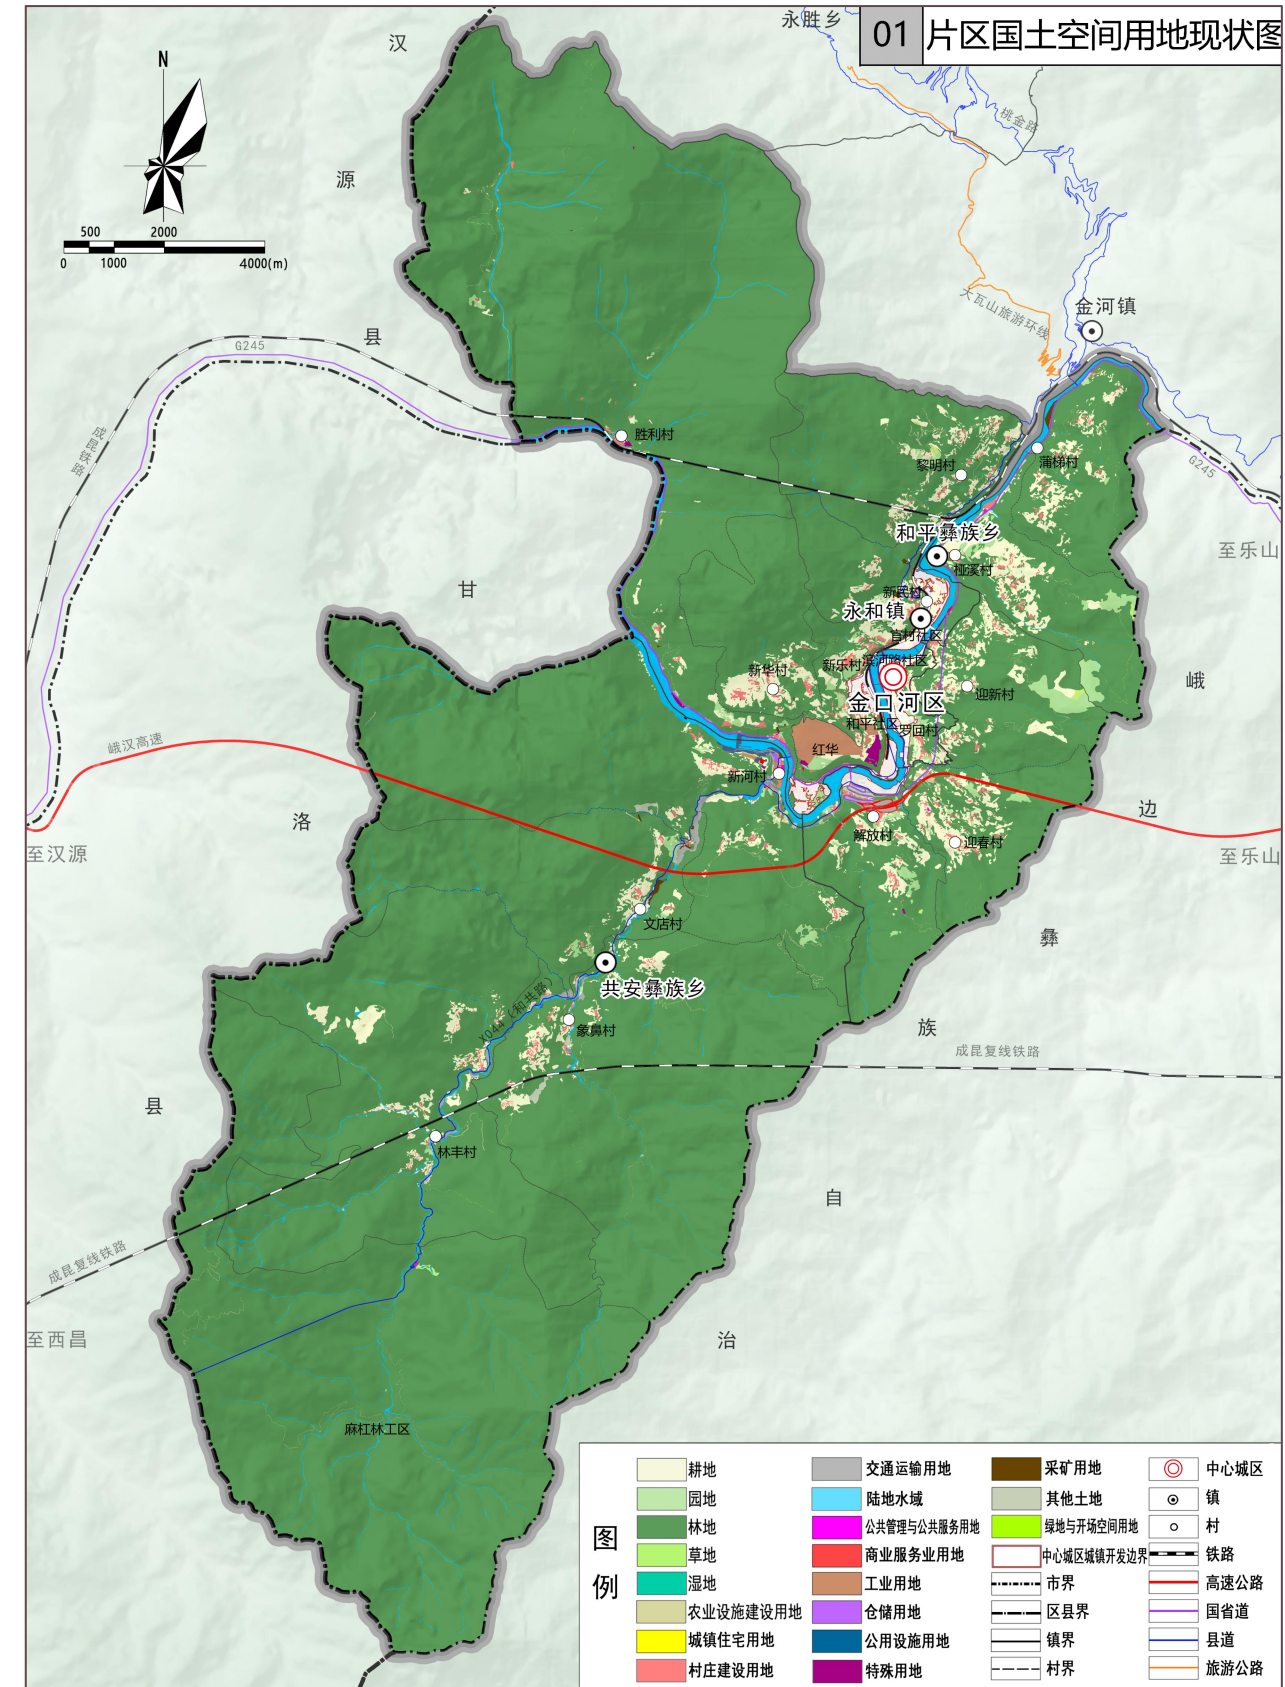 01 片区国土空间用地现状图
永胜乡
汉
N
桃金路
源
500 2000
0 1000 4000(m)
大瓦山旅游环线
金河镇
县
G245
成昆铁路
胜利村
黎明村
蒲梯村
G245
和平彝族乡
至乐山
桠溪村
甘
新民村
永和镇
官村社区
新乐村
滨河路社区
新华村
峨
迎新村
金口河区
和平社区
罗回村
峨汉高速
红华
新河村
洛
边
解放村
迎春村
至汉源
至乐山
文店村
彝
共安彝族乡
X044(和共路)
象鼻村
族
成昆复线铁路
县
林丰村
自
成昆复线铁路
至西昌
治
麻杠林工区
图例
耕地
园地
林地
草地
湿地
农业设施建设用地
城镇住宅用地
村庄建设用地
交通运输用地
陆地水域
公共管理与公共服务用地
商业服务业用地
工业用地
仓储用地
公用设施用地
特殊用地
采矿用地
其他土地
绿地与开场空间用地
中心城区城镇开发边界
市界
区县界
镇界
村界
中心城区
镇
村
铁路
高速公路
国省道
县道
旅游公路